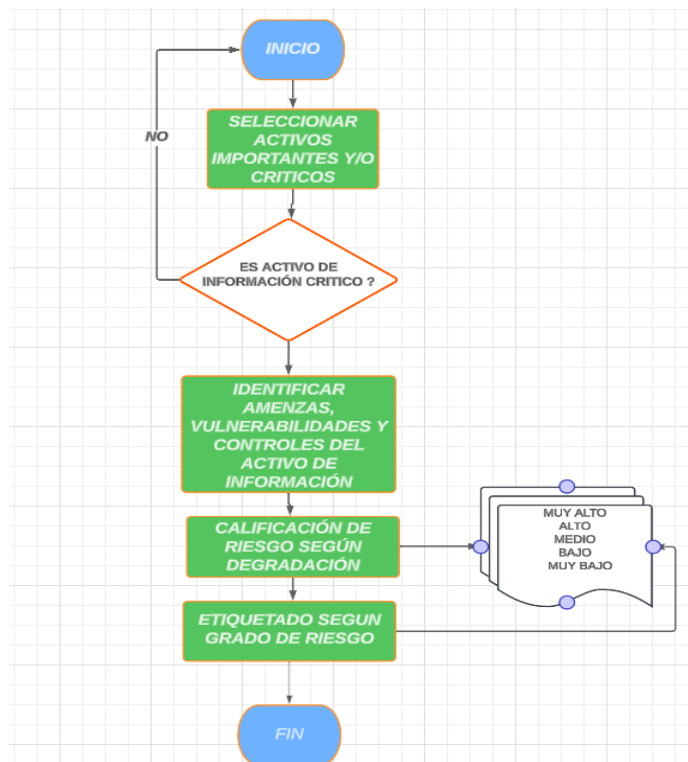 INICIO
NO
SELECCIONAR
ACTIVOS
IMPORTANTES Y/O
CRITICOS
ES ACTIVO DE
INFORMACIÓN CRITICO ?
IDENTIFICAR
AMENZAS,
VULNERABILIDADES Y
CONTROLES DEL
ACTIVO DE
INFORMACIÓN
CALIFICACIÓN DE
RIESGO SEGÚN
DEGRADACIÓN
MUY ALTO
ALTO
MEDIO
BAJO
MUY BAJO
ETIQUETADO SEGUN
GRADO DE RIESGO
FIN